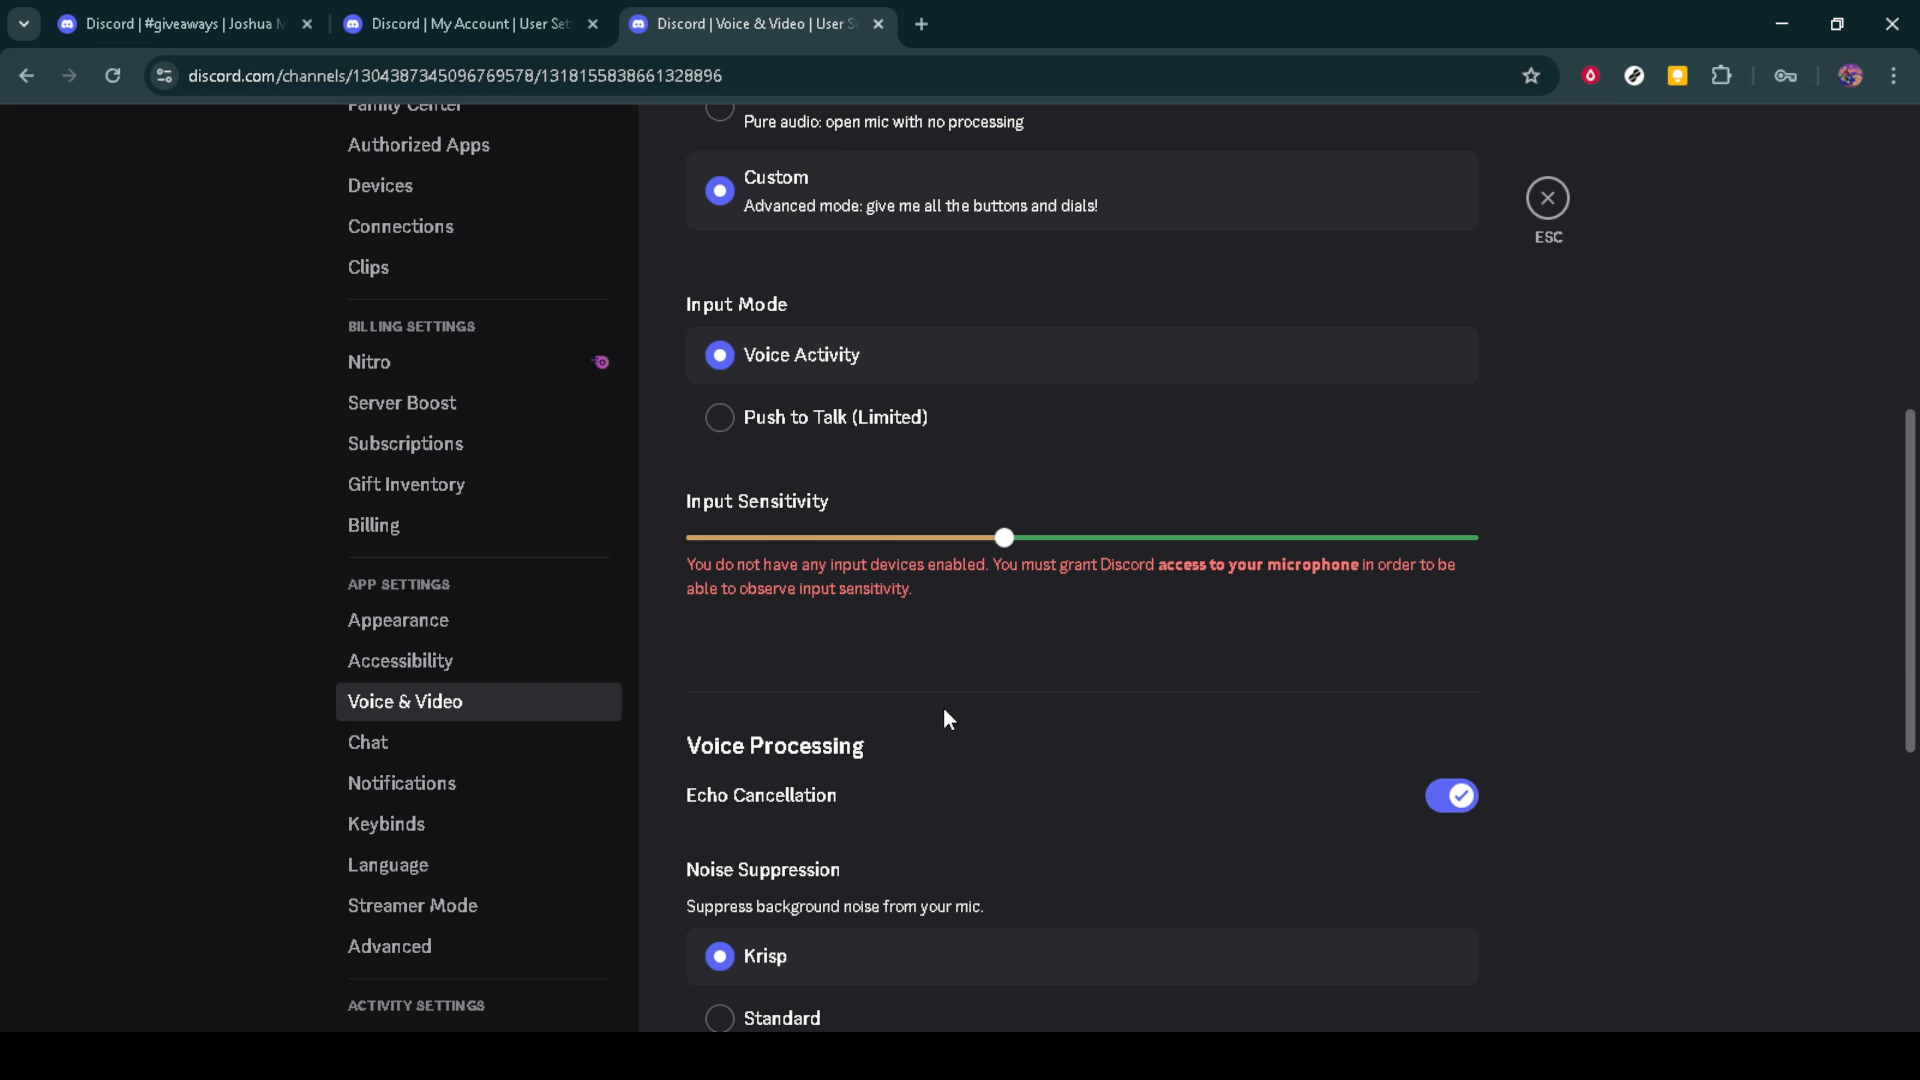 Discord | #giveaways | Joshua M
Discord | My Account | User Set
Discord | Voice & Video | User S
discord.com/channels/1304387345096769578/1318155838661328896
Family Center
Authorized Apps
Devices
Connections
Clips
BILLING SETTINGS
Nitro
Server Boost
Subscriptions
Gift Inventory
Billing
APP SETTINGS
Appearance
Accessibility
Voice & Video
Chat
Notifications
Keybinds
Language
Streamer Mode
Advanced
ACTIVITY SETTINGS
Pure audio: open mic with no processing
Custom
Advanced mode: give me all the buttons and dials!
Input Mode
Voice Activity
Push to Talk (Limited)
Input Sensitivity
You do not have any input devices enabled. You must grant Discord access to your microphone in order to be
able to observe input sensitivity.
Voice Processing
Echo Cancellation
Noise Suppression
Suppress background noise from your mic.
Krisp
Standard
ESC